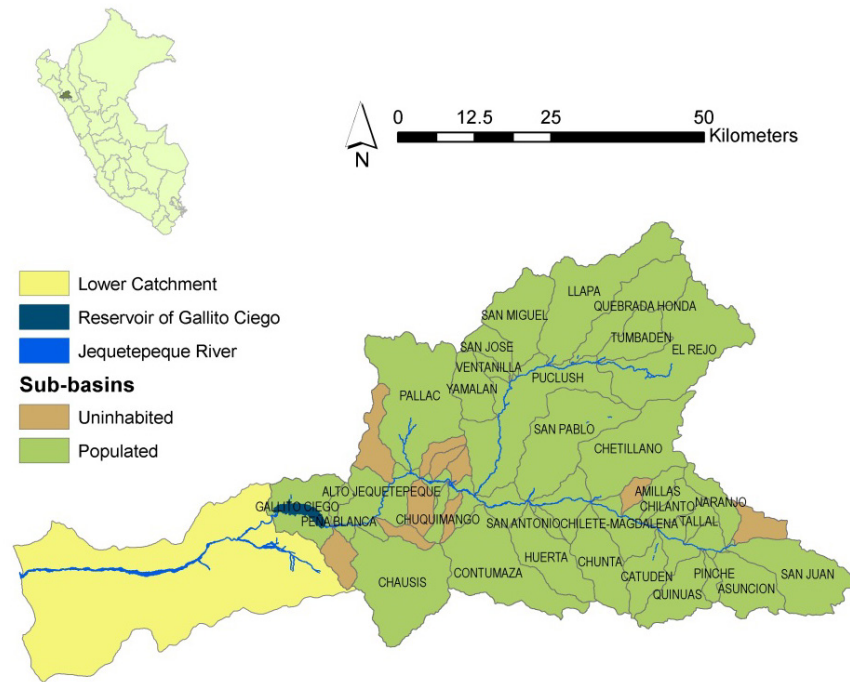 0 12.5 25 50
Kilometers
N
Lower Catchment
Reservoir of Gallito Ciego
Jequetepeque River
Sub-basins
Uninhabited
Populated
LLAPA
SAN MIGUEL
QUEBRADA HONDA
TUMBADEN
SAN JOSE
EL REJO
VENTANILLA
PUCLUSH
PALLAC
YAMALAN
SAN PABLO
CHETILLANO
ALTO JEQUETEPEQUE
AMILLAS
GALLITO CIEGO
CHILANTO
NARANJO
PEÑA BLANCA
CHUQUIMANGO
SAN ANTONIO
CHILETE-MAGDALENA
TALLAL
HUERTA
CHUNTA
CONTUMAZA
CHAUSIS
CATUDEN
PINCHE
SAN JUAN
QUINUAS
ASUNCION